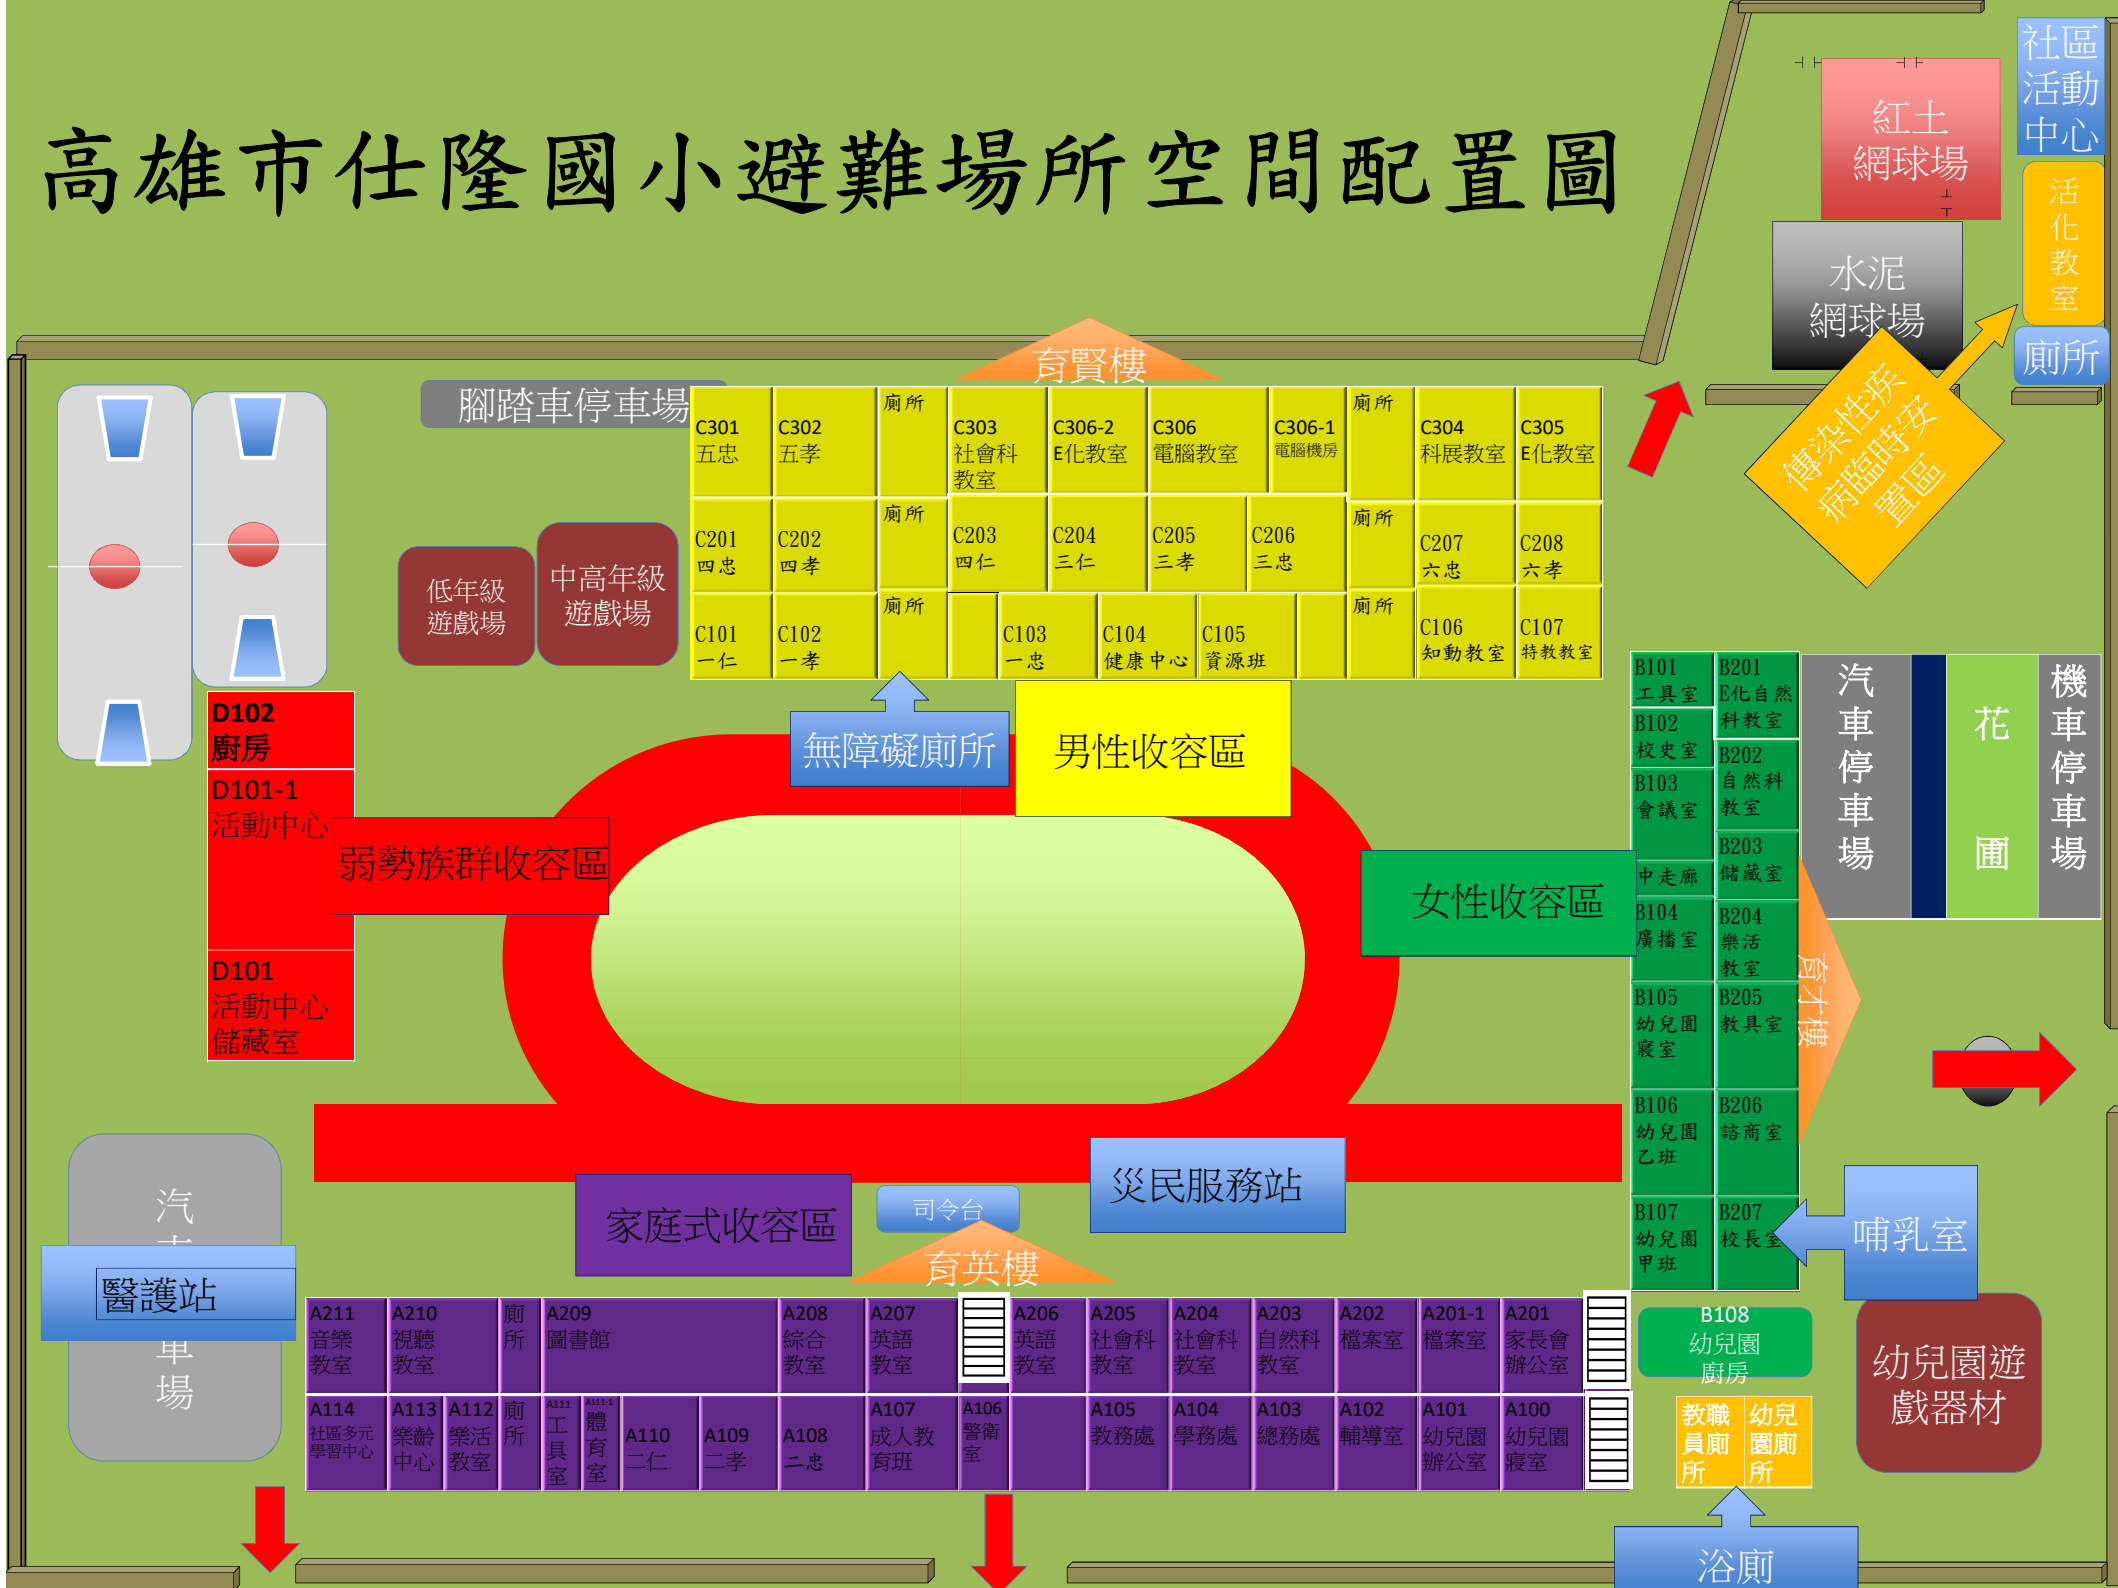 高雄市仕隆國小避難場所空間配置圖
社區
活動
中心
紅土
網球場
活
化
教
室
水泥
網球場
廁所
傳染性疾
病臨時安
置區
育賢樓
腳踏車停車場
C301
五忠
C302
五孝
廁所
C303
社會科
教室
C306-2
E化教室
C306
電腦教室
C306-1
電腦機房
廁所
C304
科展教室
C305
E化教室
C201
四忠
C202
四孝
廁所
C203
四仁
C204
三仁
C205
三孝
C206
三忠
廁所
C207
六忠
C208
六孝
C101
一仁
C102
一孝
廁所
C103
一忠
C104
健康中心
C105
資源班
廁所
C106
知動教室
C107
特教教室
低年級
遊戲場
中高年級
遊戲場
無障礙廁所
男性收容區
D102
廚房
D101-1
活動中心
D101
活動中心
儲藏室
弱勢族群收容區
女性收容區
B101
工具室
B102
校史室
B103
會議室
中走廊
B104
廣播室
B105
幼兒園
寢室
B106
幼兒園
乙班
B107
幼兒園
甲班
B201
E化自然
科教室
B202
自然科
教室
B203
儲藏室
B204
樂活
教室
B205
教具室
B206
諮商室
B207
校長室
汽
車
停
車
場
花
圃
機
車
停
車
場
育才樓
哺乳室
災民服務站
家庭式收容區
司令台
育英樓
汽
車
場
醫護站
A211
音樂
教室
A210
視聽
教室
廁
所
A209
圖書館
A208
綜合
教室
A207
英語
教室
A206
英語
教室
A205
社會科
教室
A204
社會科
教室
A203
自然科
教室
A202
檔案室
A201-1
檔案室
A201
家長會
辦公室
A114
社區多元
學習中心
A113
樂齡
中心
A112
樂活
教室
廁
所
A111
工
具
室
A111-1
體
育
室
A110
二仁
A109
二孝
A108
二忠
A107
成人教
育班
A106
警衛
室
A105
教務處
A104
學務處
A103
總務處
A102
輔導室
A101
幼兒園
辦公室
A100
幼兒園
寢室
B108
幼兒園
廚房
教職
員廁
所
幼兒
園廁
所
幼兒園遊
戲器材
浴廁